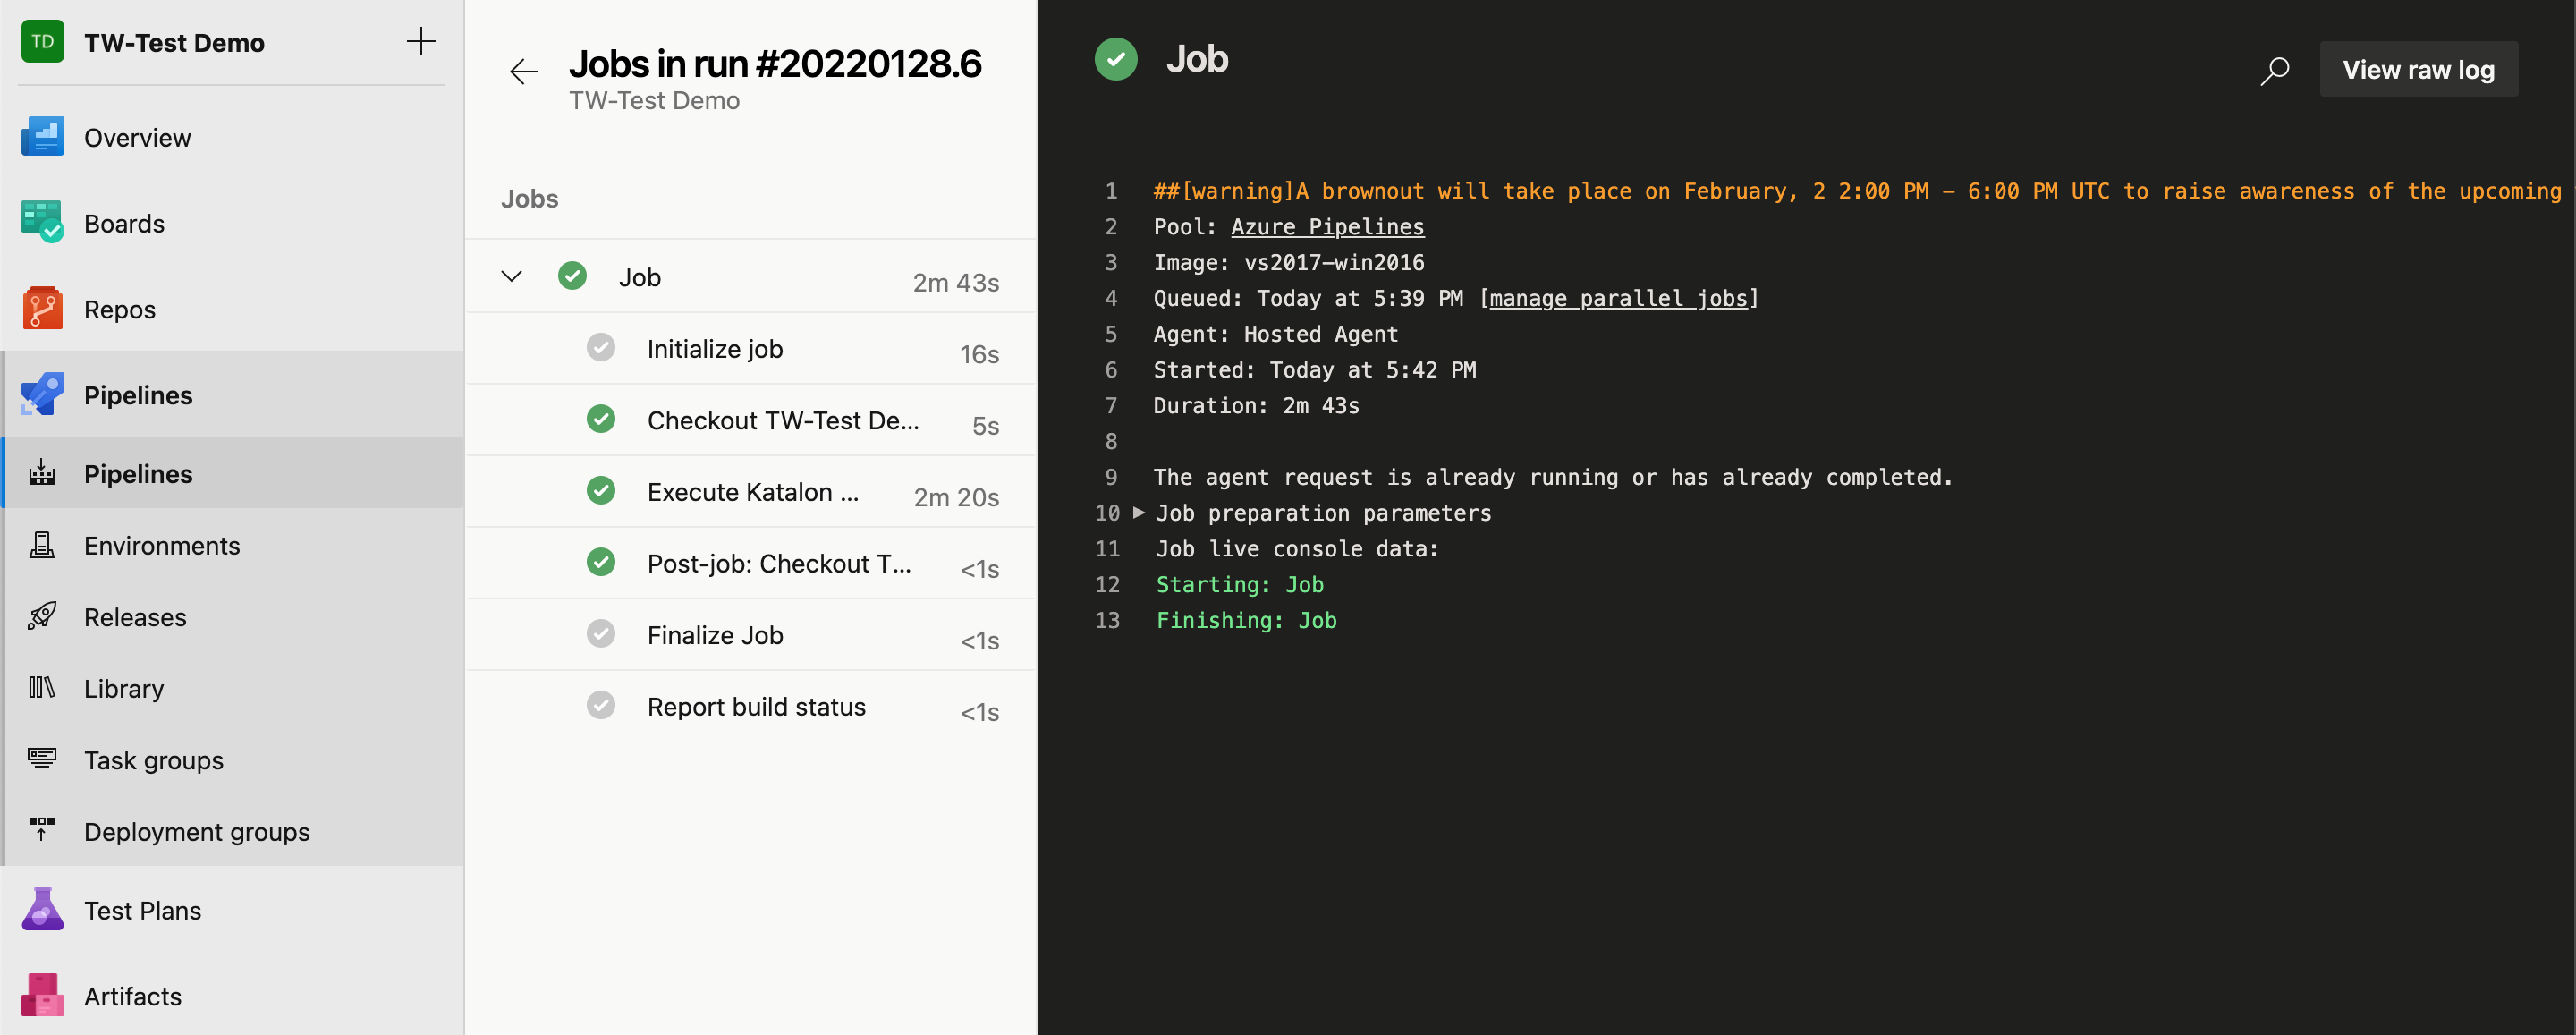 TD
TW-Test Demo
Overview
Boards
Repos
Pipelines
Pipelines
Environments
Releases
Library
Task groups
Deployment groups
Test Plans
Artifacts
Jobs in run #20220128.6
TW-Test Demo
Jobs
Job 2m 43s
Initialize job 16s
Checkout TW-Test De... 5s
Execute Katalon ... 2m 20s
Post-job: Checkout T... <1s
Finalize Job <1s
Report build status <1s
Job
View raw log
1 ##[warning]A brownout will take place on February, 2 2:00 PM - 6:00 PM UTC to raise awareness of the upcoming
2 Pool: Azure Pipelines
3 Image: vs2017-win2016
4 Queued: Today at 5:39 PM [manage parallel jobs]
5 Agent: Hosted Agent
6 Started: Today at 5:42 PM
7 Duration: 2m 43s
8
9 The agent request is already running or has already completed.
10 Job preparation parameters
11 Job live console data:
12 Starting: Job
13 Finishing: Job